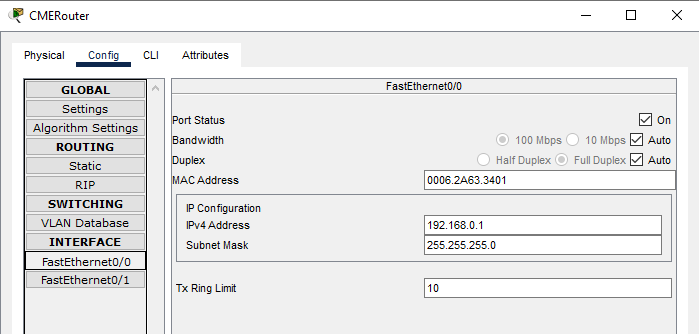 CMERouter
Physical Config CLI Attributes
GLOBAL
Settings
Algorithm Settings
ROUTING
Static
RIP
SWITCHING
VLAN Database
INTERFACE
FastEthernet0/0
FastEthernet0/1
FastEthernet0/0
Port Status On
Bandwidth 100 Mbps 10 Mbps Auto
Duplex Half Duplex Full Duplex Auto
MAC Address 0006.2A63.3401
IP Configuration
IPv4 Address 192.168.0.1
Subnet Mask 255.255.255.0
Tx Ring Limit 10